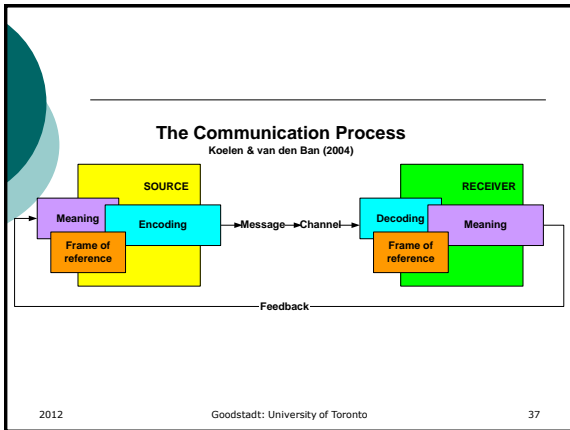 The Communication Process
Koelen & van den Ban (2004)
SOURCE
Meaning
Encoding
Frame of
reference
Message
Channel
RECEIVER
Decoding
Meaning
Frame of
reference
Feedback
2012
Goodstadt: University of Toronto
37